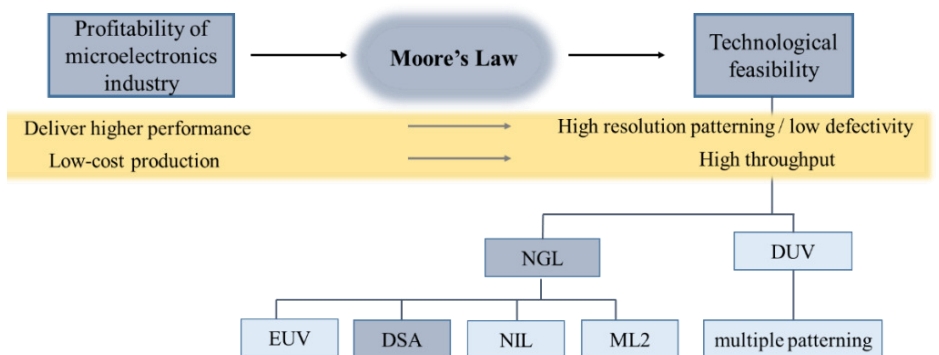 Profitability of
microelectronics
industry
Moore's Law
Technological
feasibility
Deliver higher performance
High resolution patterning / low defectivity
Low-cost production
High throughput
NGL
DUV
EUV
DSA
NIL
ML2
multiple patterning